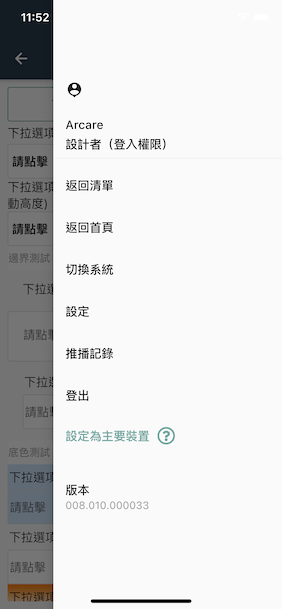 11:52
Arcare
設計者（登入權限）
返回清單
返回首頁
切換系統
設定
推播記錄
登出
設定為主要裝置 ?
版本
008.010.000033
下拉選項
請點擊
下拉選項
動高度)
請點擊
邊界測試
下拉選
請點擊
下拉選
請點
底色測試
下拉選項
請點擊
下拉選項
請點擊
下拉選項